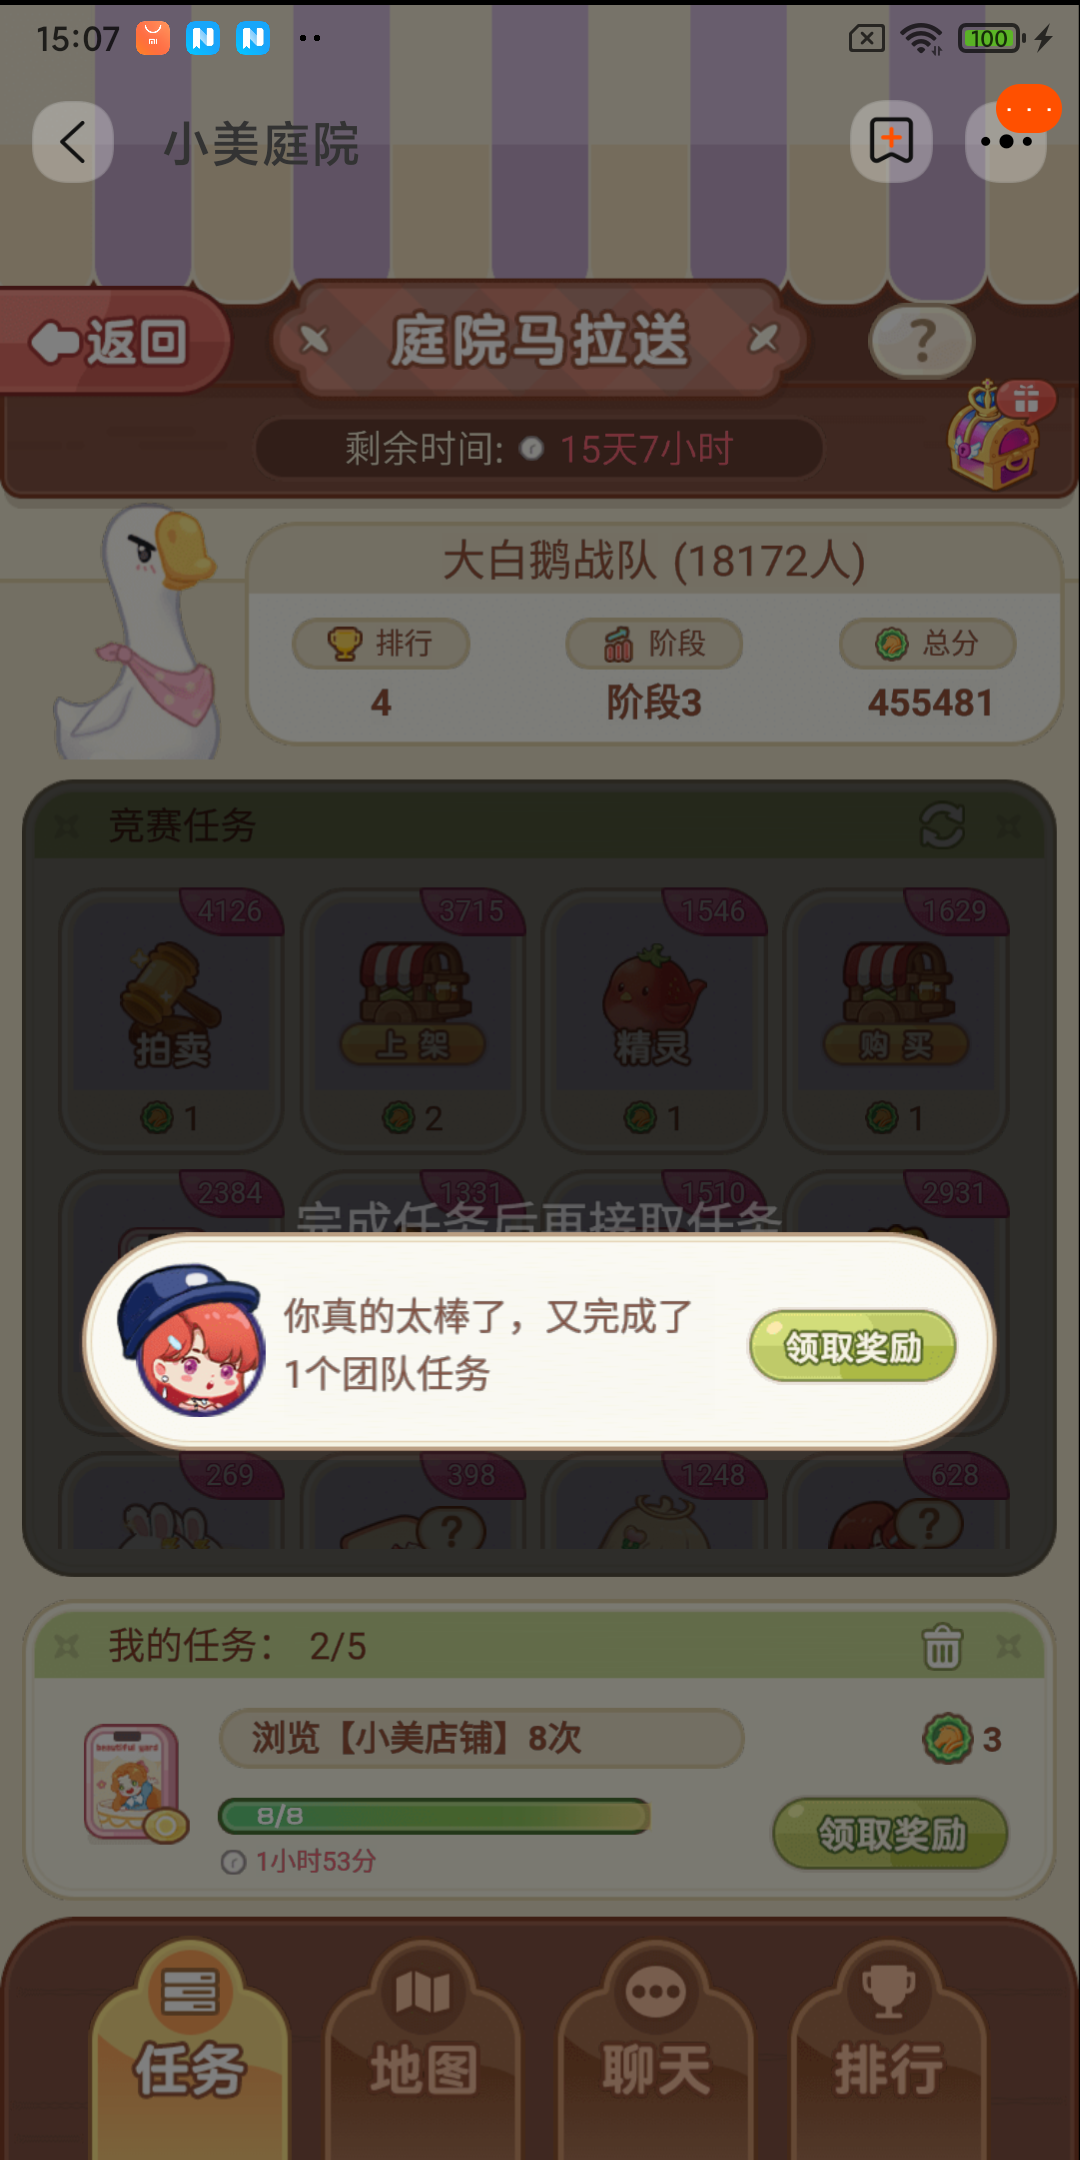 15:07
100
小美庭院
返回
庭院马拉送
?
剩余时间: 15天7小时
大白鹅战队 (18172人)
排行 阶段 总分
4 阶段3 455481
竞赛任务
4126 3715 1546 1629
拍卖 上架 精灵 购买
1 2 1 1
2384 1331 1510 2931
完成任务后再接取任务
你真的太棒了，又完成了
1个团队任务
领取奖励
269 398 1248 628
? ?
我的任务： 2/5
beautiful yard
浏览【小美店铺】8次
3
8/8
领取奖励
1小时53分
任务 地图 聊天 排行